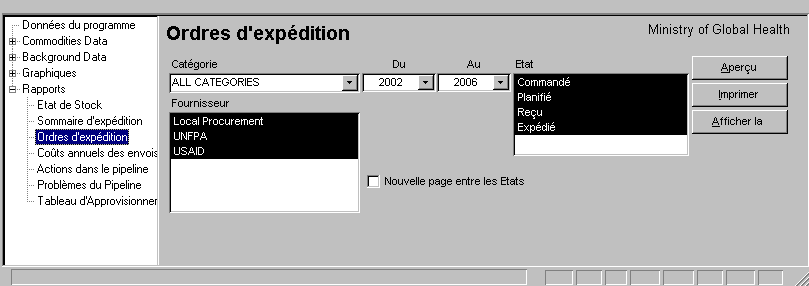 Données du programme
Commodities Data
Background Data
Graphiques
Rapports
Etat de Stock
Sommaire d'expédition
Ordres d'expédition
Coûts annuels des envois
Actions dans le pipeline
Problèmes du Pipeline
Tableau d'Approvisionner
Ordres d'expédition
Ministry of Global Health
Catégorie Du Au Etat
ALL CATEGORIES 2002 2006
Fournisseur
Local Procurement
UNFPA
USAID
Commandé
Planifié
Reçu
Expédié
Nouvelle page entre les Etats
Aperçu
Imprimer
Afficher la